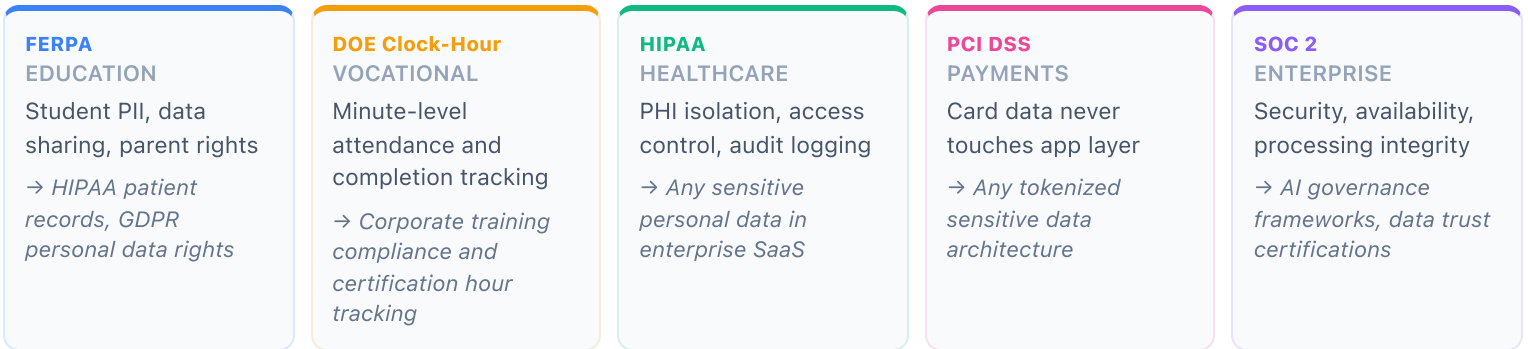 FERPA
EDUCATION
Student PII, data
sharing, parent rights
→ HIPAA patient
records, GDPR
personal data rights
DOE Clock-Hour
VOCATIONAL
Minute-level
attendance and
completion tracking
→ Corporate training
compliance and
certification hour
tracking
HIPAA
HEALTHCARE
PHI isolation, access
control, audit logging
→ Any sensitive
personal data in
enterprise SaaS
PCI DSS
PAYMENTS
Card data never
touches app layer
→ Any tokenized
sensitive data
architecture
SOC 2
ENTERPRISE
Security, availability,
processing integrity
→ AI governance
frameworks, data trust
certifications